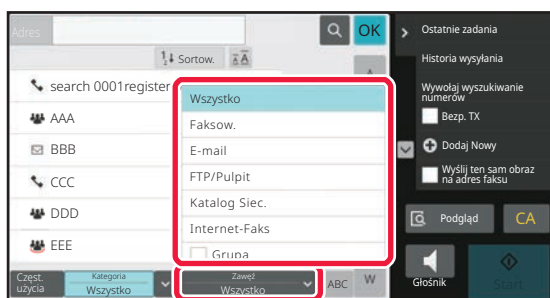 Adres
OK
Sortow.
search 0001register
AAA
BBB
CCC
DDD
EEE
Wszystko
Faksow.
E-mail
FTP/Pulpit
Katalog Siec.
Internet-Faks
Grupa
Częst.
użycia
Kategoria
Wszystko
Zawęź
Wszystko
ABC
W
Ostatnie zadania
Historia wysyłania
Wywołaj wyszukiwanie
numerów
Bezp. TX
Dodaj Nowy
Wyślij ten sam obraz
na adres faksu
Podgląd
CA
Głośnik
Start